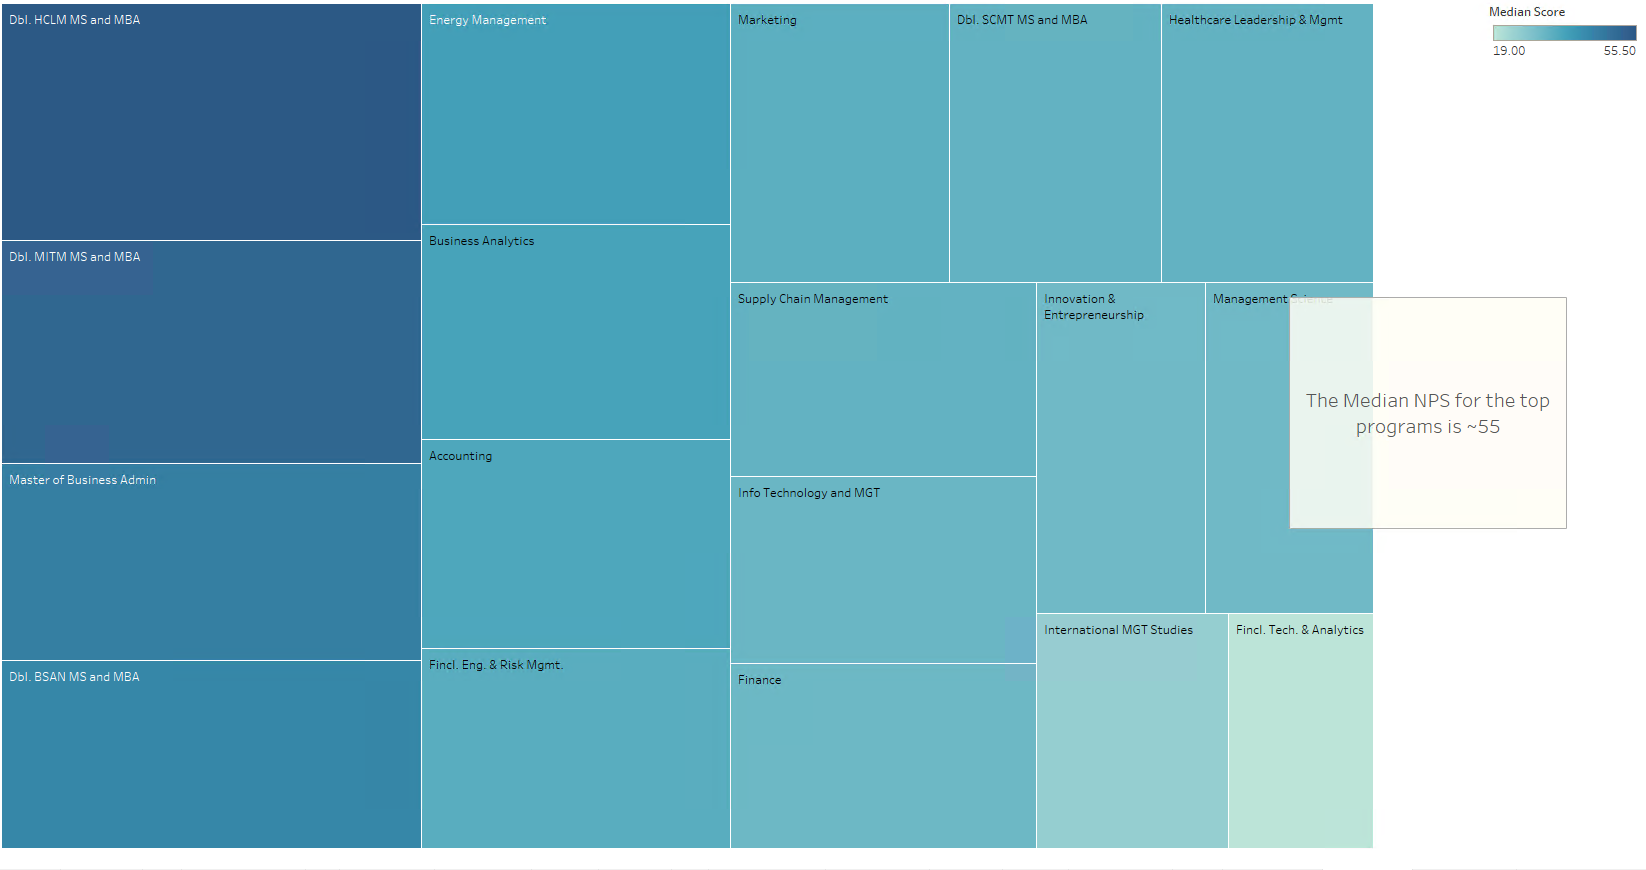 Dbl. HCLM MS and MBA
Energy Management
Marketing
Dbl. SCMT MS and MBA
Healthcare Leadership & Mgmt
Median Score
19.00
55.50
Dbl. MITM MS and MBA
Business Analytics
Supply Chain Management
Innovation &
Entrepreneurship
Management Science
The Median NPS for the top
programs is ~55
Master of Business Admin
Accounting
Info Technology and MGT
Dbl. BSAN MS and MBA
Fincl. Eng. & Risk Mgmt.
Finance
International MGT Studies
Fincl. Tech. & Analytics